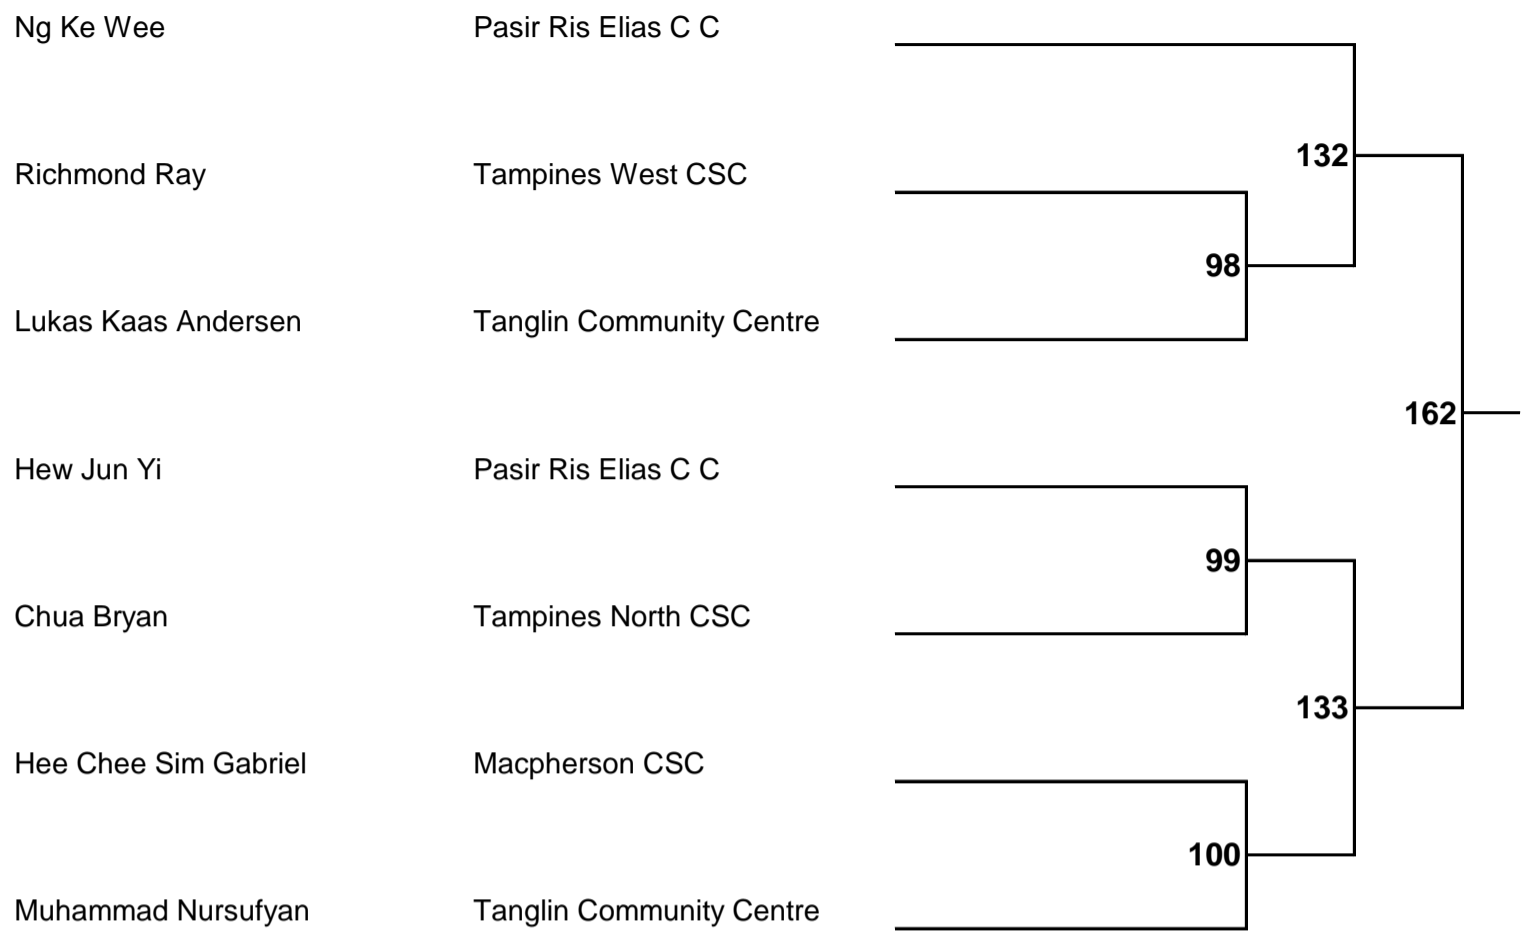 Ng Ke Wee Pasir Ris Elias C C
132
Richmond Ray Tampines West CSC
98
Lukas Kaas Andersen Tanglin Community Centre
162
Hew Jun Yi Pasir Ris Elias C C
99
Chua Bryan Tampines North CSC
133
Hee Chee Sim Gabriel Macpherson CSC
100
Muhammad Nursufyan Tanglin Community Centre